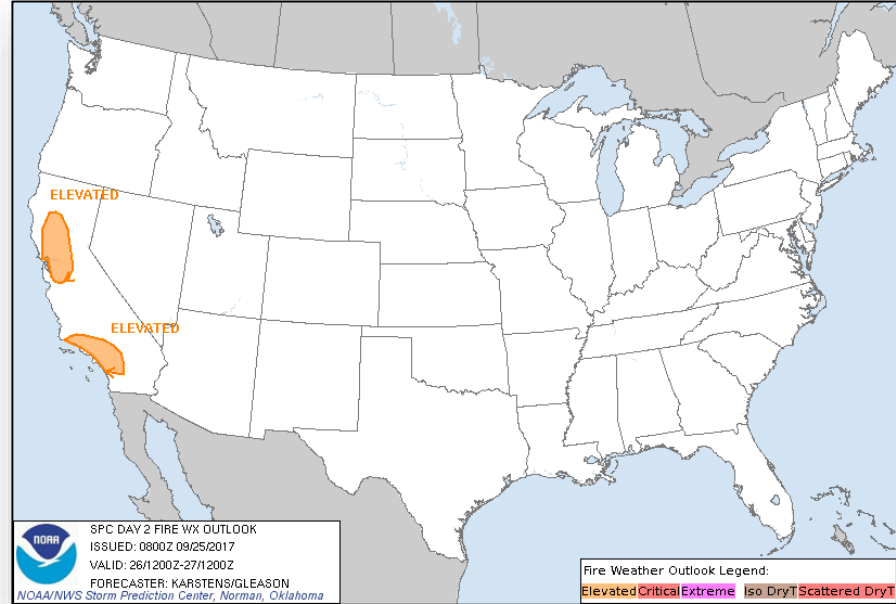 ELEVATED
ELEVATED
NOAA
SPC DAY 2 FIRE WX OUTLOOK
ISSUED: 0800Z 09/25/2017
VALID: 26/1200Z-27/1200Z
FORECASTER: KARSTENS/GLEASON
NOAA/NWS Storm Prediction Center, Norman, Oklahoma
Fire Weather Outlook Legend:
Elevated Critical Extreme Iso DryT Scattered DryT